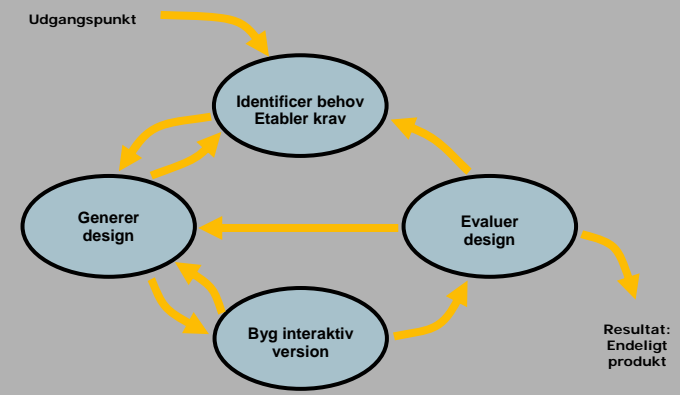 Udgangspunkt
Identificer behov
Etabler krav
Generer
design
Evaluer
design
Byg interaktiv
version
Resultat:
Endeligt
produkt